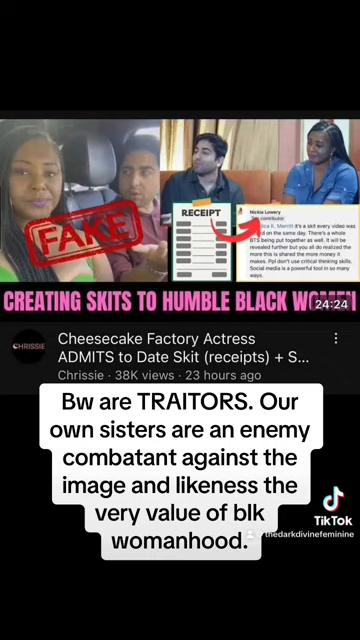 FAKE
RECEIPT
Nickie Lowery
contributor
K. Merritt it's a skit every video was
on the same day. There's a whole
BTS being put together as well. It will be
revealed further but you all do realized the
more this is shared the more money it
makes. Ppl don't use critical thinking skills.
Social media is a powerful tool in so many
ways.
CREATING SKITS TO HUMBLE BLACK WOMEN
24:24
CHRISSIE
Cheesecake Factory Actress
ADMITS to Date Skit (receipts) + S...
Chrissie · 38K views · 23 hours ago
Bw are TRAITORS. Our
own sisters are an enemy
combatant against the
image and likeness the
very value of blk
womanhood.
TikTok
@thedarkdivinefeminine